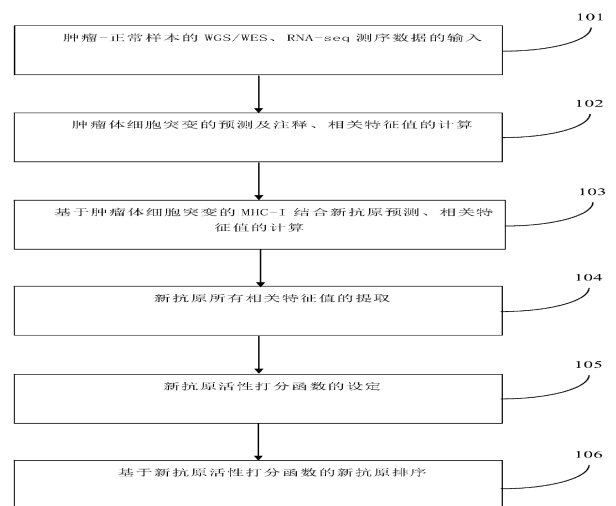 101
肿瘤-正常样本的 WGS/WES、RNA-seq 测序数据的输入
102
肿瘤体细胞突变的预测及注释、相关特征值的计算
103
基于肿瘤体细胞突变的 MHC-I 结合新抗原预测、相关特
征值的计算
104
新抗原所有相关特征值的提取
105
新抗原活性打分函数的设定
106
基于新抗原活性打分函数的新抗原排序